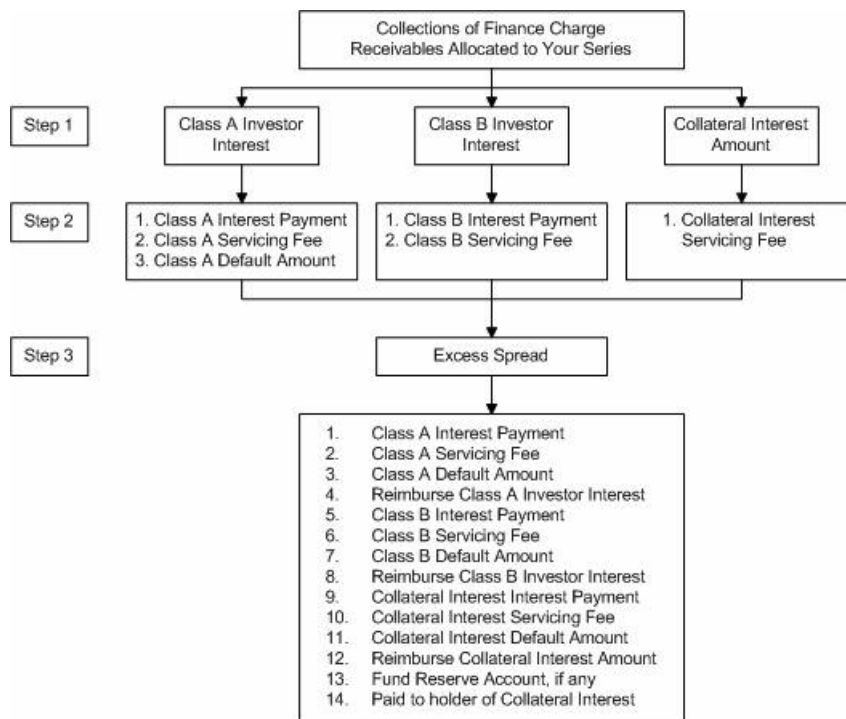 Collections of Finance Charge
Receivables Allocated to Your Series
Step 1
Class A Investor
Interest
Class B Investor
Interest
Collateral Interest
Amount
Step 2
1. Class A Interest Payment
2. Class A Servicing Fee
3. Class A Default Amount
1. Class B Interest Payment
2. Class B Servicing Fee
1. Collateral Interest
Servicing Fee
Step 3
Excess Spread
1. Class A Interest Payment
2. Class A Servicing Fee
3. Class A Default Amount
4. Reimburse Class A Investor Interest
5. Class B Interest Payment
6. Class B Servicing Fee
7. Class B Default Amount
8. Reimburse Class B Investor Interest
9. Collateral Interest Interest Payment
10. Collateral Interest Servicing Fee
11. Collateral Interest Default Amount
12. Reimburse Collateral Interest Amount
13. Fund Reserve Account, if any
14. Paid to holder of Collateral Interest